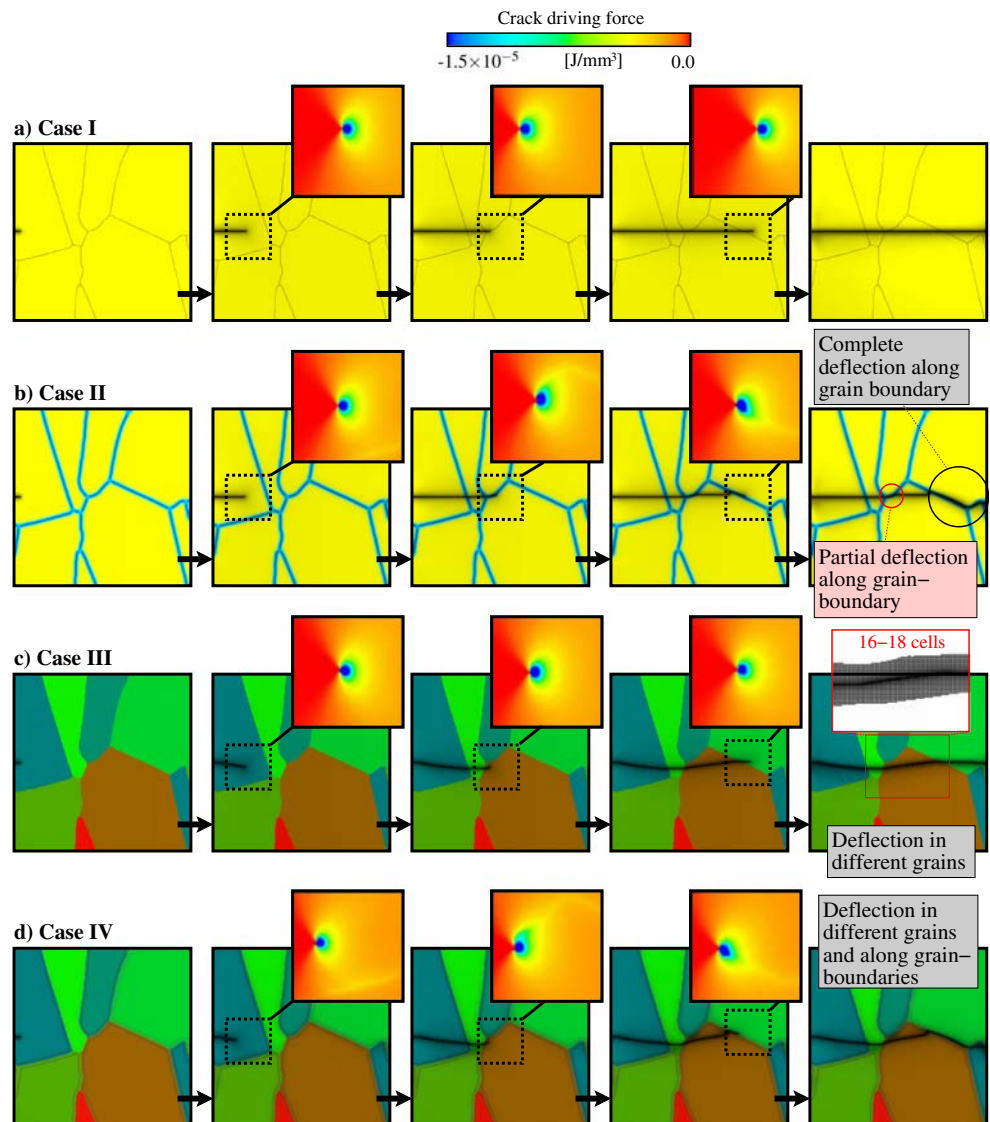 Crack driving force
-1.5×10⁻⁵ [J/mm³] 0.0
a) Case I
b) Case II
Complete
deflection along
grain boundary
Partial deflection
along grain–
boundary
c) Case III
16–18 cells
Deflection in
different grains
d) Case IV
Deflection in
different grains
and along grain–
boundaries